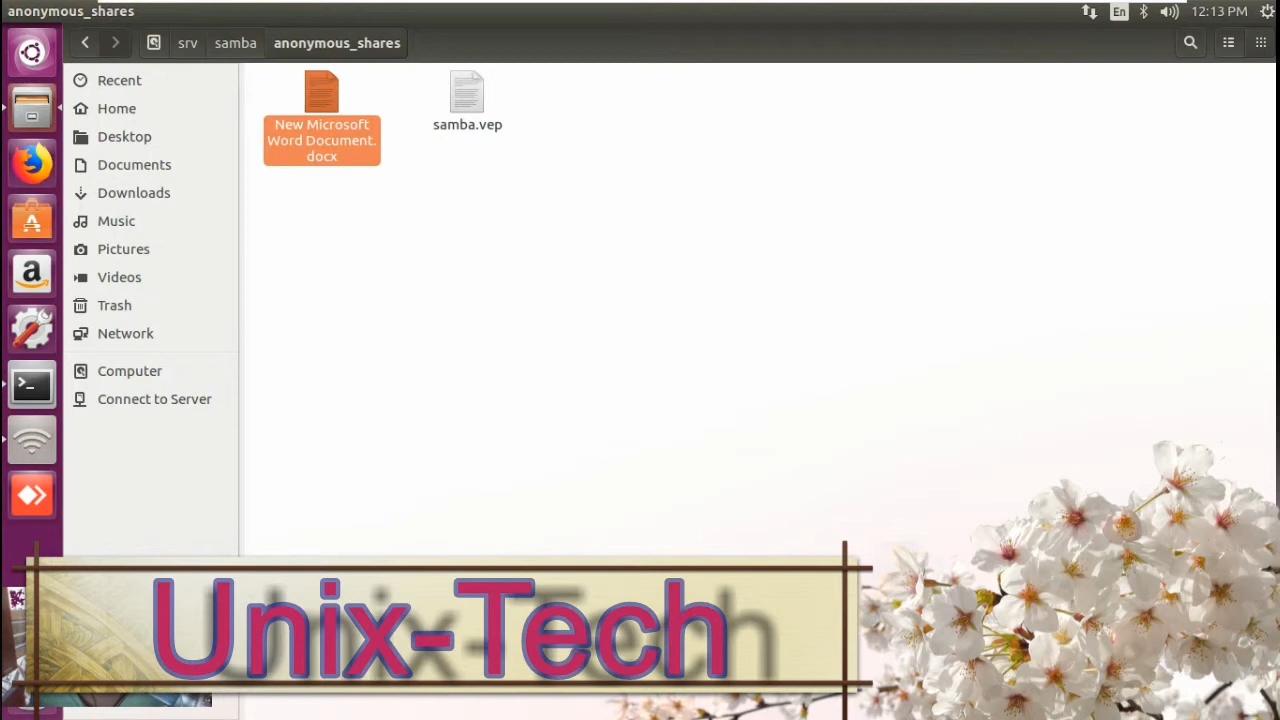 anonymous_shares
En
12:13 PM
srv
samba
anonymous_shares
Recent
Home
Desktop
Documents
Downloads
Music
Pictures
Videos
Trash
Network
Computer
Connect to Server
New Microsoft
Word Document.
docx
samba.vep
Unix-Tech